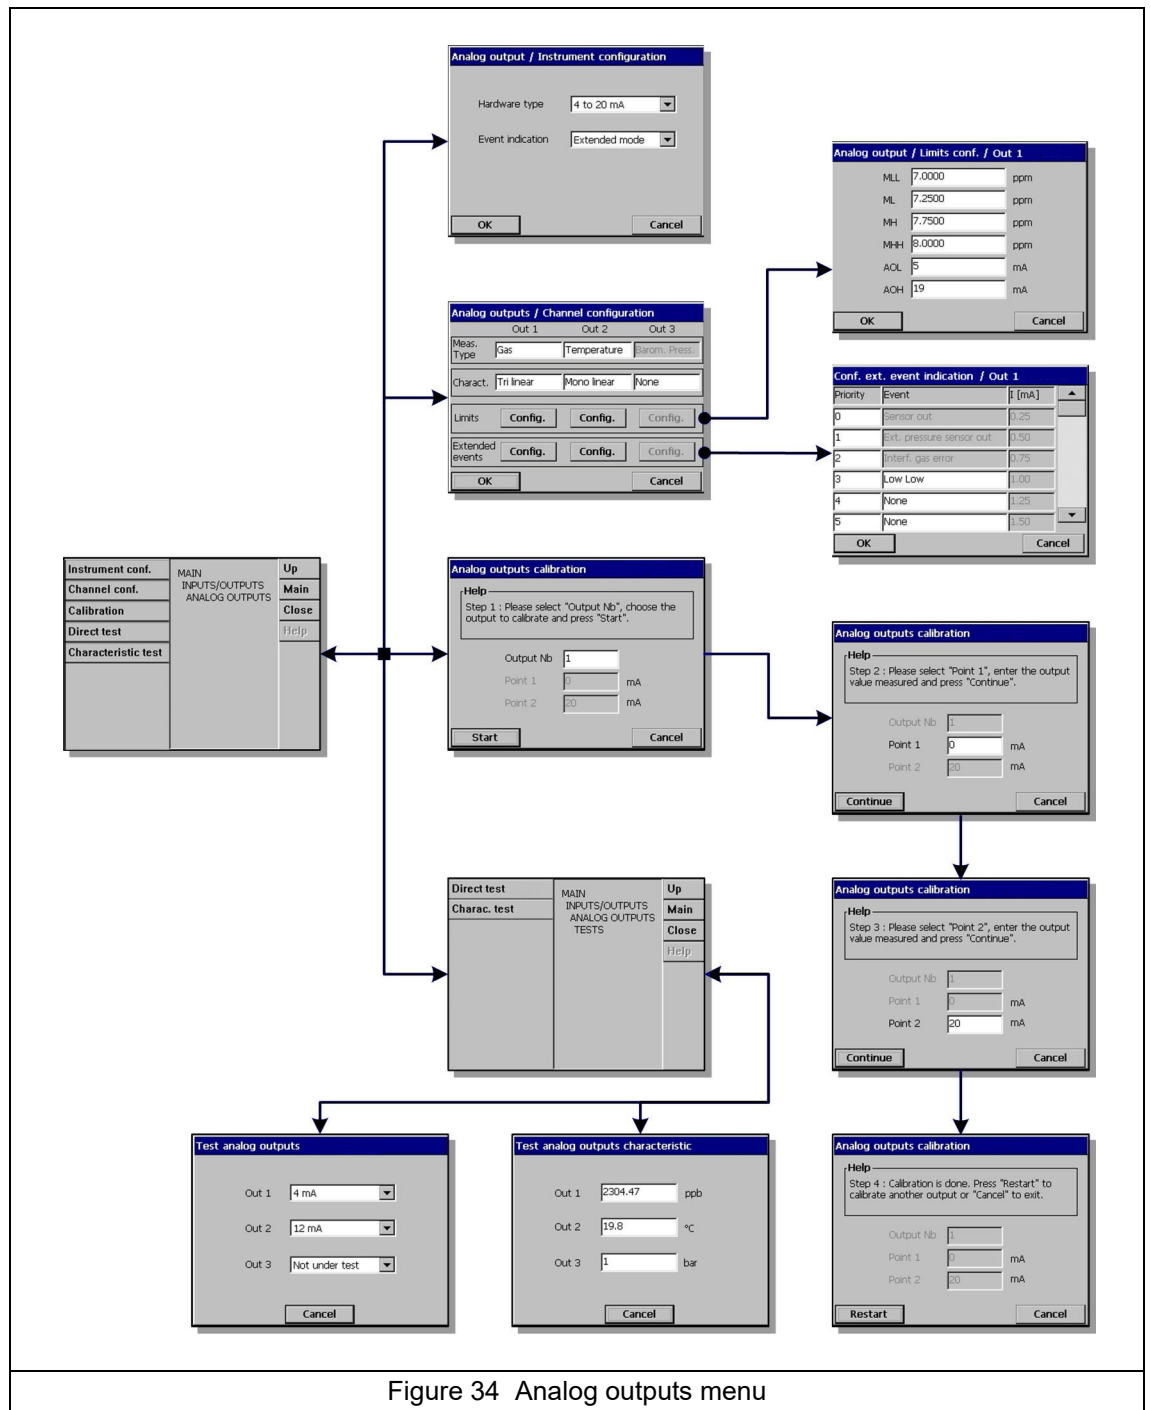 Analog output / Instrument configuration
Hardware type 4 to 20 mA
Event indication Extended mode
OK Cancel
Analog output / Limits conf. / Out 1
MLL 7.0000 ppm
ML 7.2500 ppm
MH 7.7500 ppm
MHH 8.0000 ppm
AOL 5 mA
AOH 19 mA
OK Cancel
Analog outputs / Channel configuration
Out 1 Out 2 Out 3
Meas. Type Gas Temperature Barom. Press.
Charact. Tri linear Mono linear None
Limits Config. Config. Config.
Extended events Config. Config. Config.
OK Cancel
Conf. ext. event indication / Out 1
Priority Event I [mA]
0 Sensor out 0.25
1 Ext. pressure sensor out 0.50
2 Interf. gas error 0.75
3 Low Low 1.00
4 None 1.25
5 None 1.50
OK Cancel
Instrument conf.
Channel conf.
Calibration
Direct test
Characteristic test
MAIN
INPUTS/OUTPUTS
ANALOG OUTPUTS
Up
Main
Close
Help
Analog outputs calibration
Help
Step 1 : Please select "Output Nb", choose the
output to calibrate and press "Start".
Output Nb 1
Point 1 0 mA
Point 2 20 mA
Start Cancel
Analog outputs calibration
Help
Step 2 : Please select "Point 1", enter the output
value measured and press "Continue".
Output Nb 1
Point 1 0 mA
Point 2 20 mA
Continue Cancel
Direct test
Charac. test
MAIN
INPUTS/OUTPUTS
ANALOG OUTPUTS
TESTS
Up
Main
Close
Help
Analog outputs calibration
Help
Step 3 : Please select "Point 2", enter the output
value measured and press "Continue".
Output Nb 1
Point 1 0 mA
Point 2 20 mA
Continue Cancel
Test analog outputs
Out 1 4 mA
Out 2 12 mA
Out 3 Not under test
Cancel
Test analog outputs characteristic
Out 1 2304.47 ppb
Out 2 19.8 °C
Out 3 1 bar
Cancel
Analog outputs calibration
Help
Step 4 : Calibration is done. Press "Restart" to
calibrate another output or "Cancel" to exit.
Output Nb 1
Point 1 0 mA
Point 2 20 mA
Restart Cancel
Figure 34 Analog outputs menu